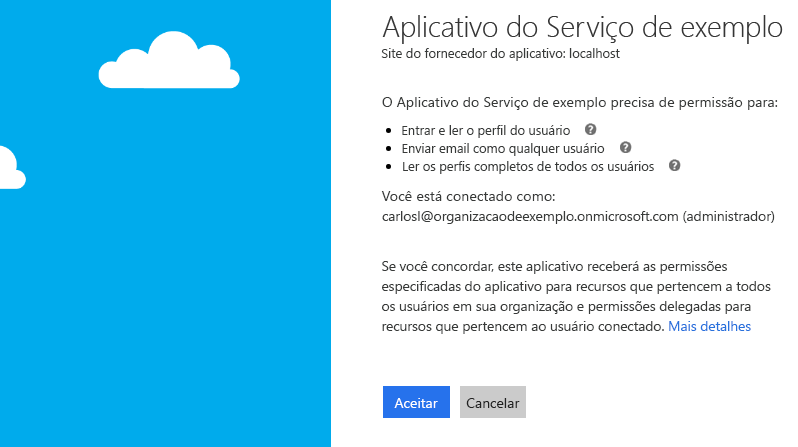 Aplicativo do Serviço de exemplo
Site do fornecedor do aplicativo: localhost
O Aplicativo do Serviço de exemplo precisa de permissão para:
• Entrar e ler o perfil do usuário ?
• Enviar email como qualquer usuário ?
• Ler os perfis completos de todos os usuários ?
Você está conectado como:
carlosl@organizacaodeexemplo.onmicrosoft.com (administrador)
Se você concordar, este aplicativo receberá as permissões
especificadas do aplicativo para recursos que pertencem a todos
os usuários em sua organização e permissões delegadas para
recursos que pertencem ao usuário conectado. Mais detalhes
Aceitar
Cancelar